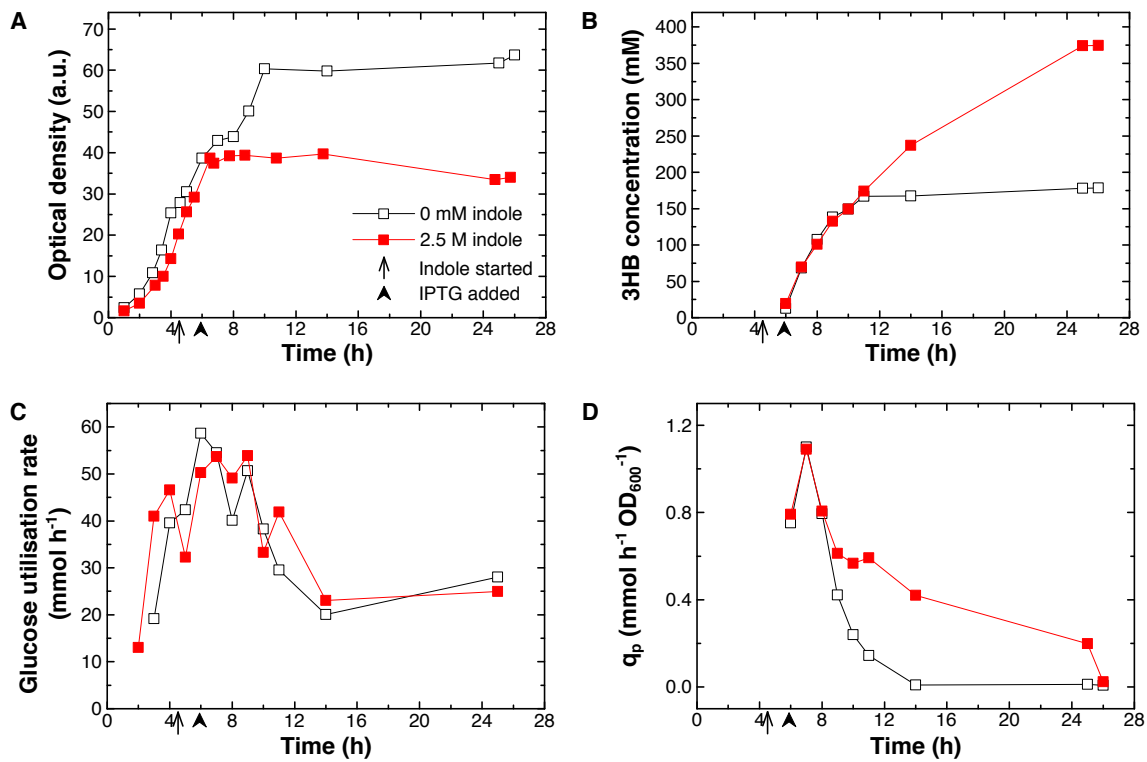 A
Optical density (a.u.)
70
60
50
40
30
20
10
0
0 4 8 12 16 20 24 28
Time (h)
0 mM indole
2.5 M indole
Indole started
IPTG added
B
3HB concentration (mM)
400
350
300
250
200
150
100
50
0
0 4 8 12 16 20 24 28
Time (h)
C
Glucose utilisation rate
(mmol h⁻¹)
60
50
40
30
20
10
0
0 4 8 12 16 20 24 28
Time (h)
D
qₚ (mmol h⁻¹ OD₆₀₀⁻¹)
1.2
0.8
0.4
0.0
0 4 8 12 16 20 24 28
Time (h)